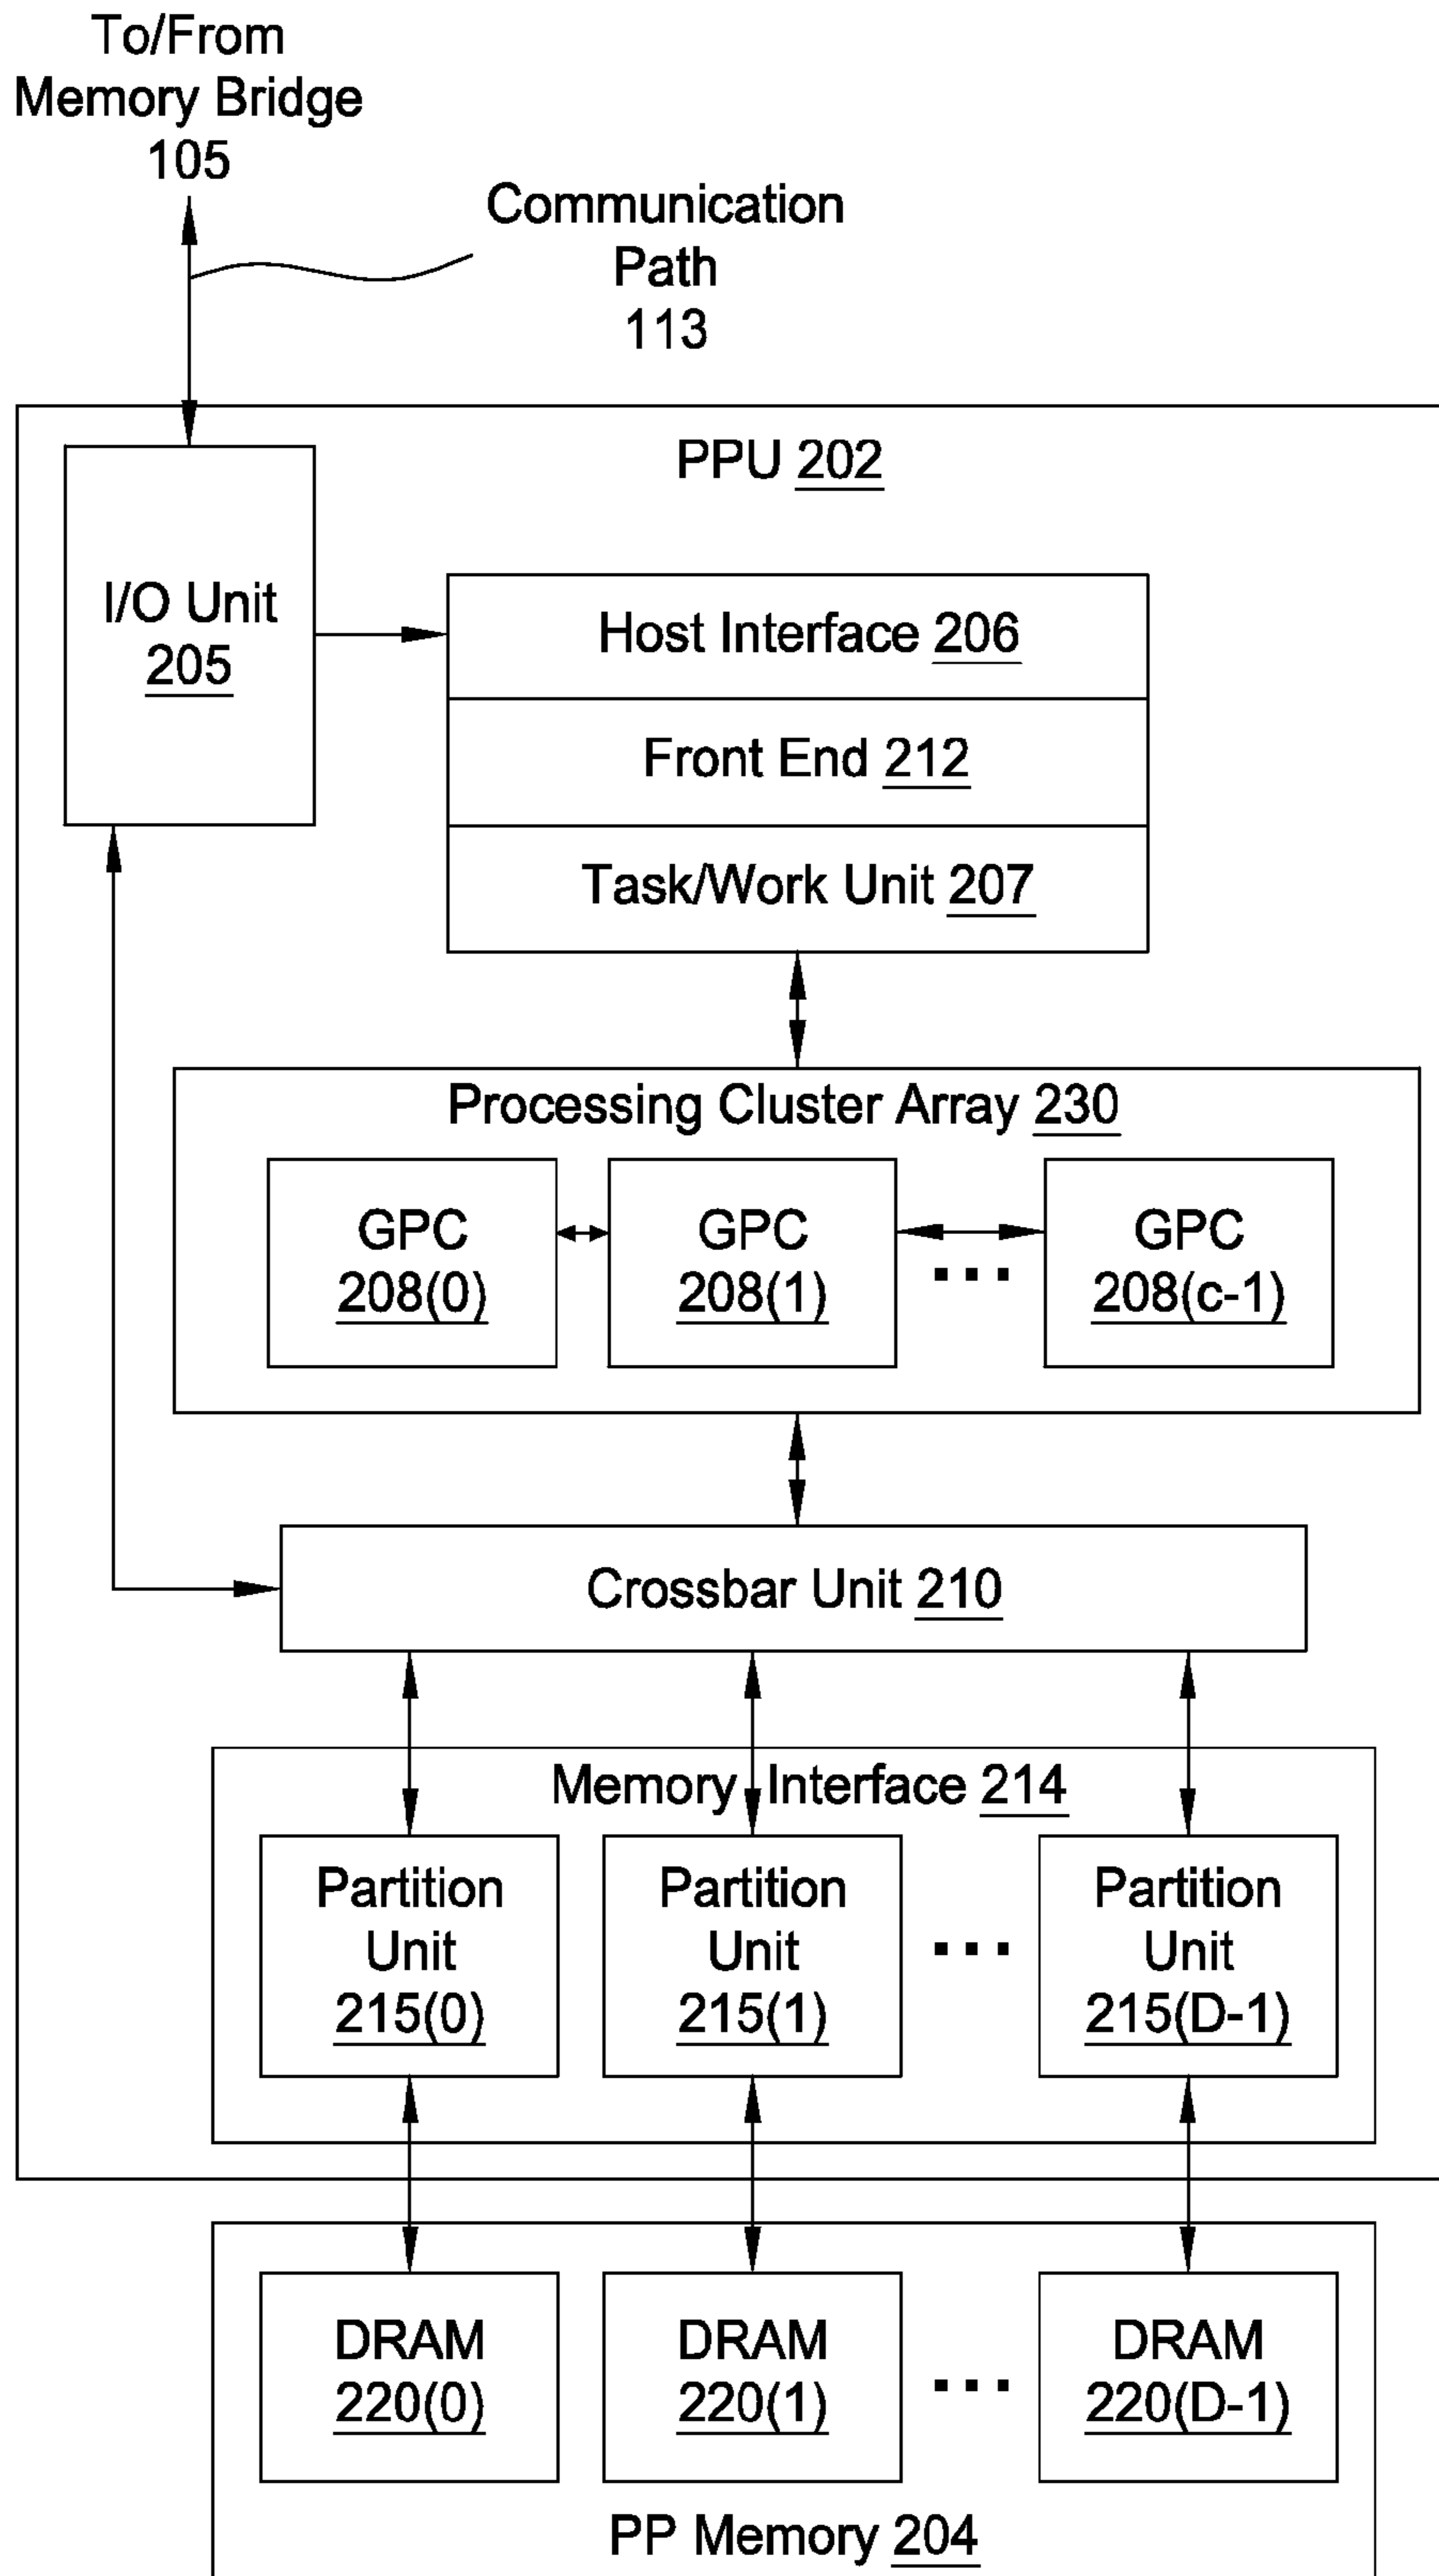 To/From
Memory Bridge
105
Communication
Path
113
PPU 202
I/O Unit
205
Host Interface 206
Front End 212
Task/Work Unit 207
Processing Cluster Array 230
GPC
208(0)
GPC
208(1)
...
GPC
208(c-1)
Crossbar Unit 210
Memory Interface 214
Partition
Unit
215(0)
Partition
Unit
215(1)
...
Partition
Unit
215(D-1)
DRAM
220(0)
DRAM
220(1)
...
DRAM
220(D-1)
PP Memory 204